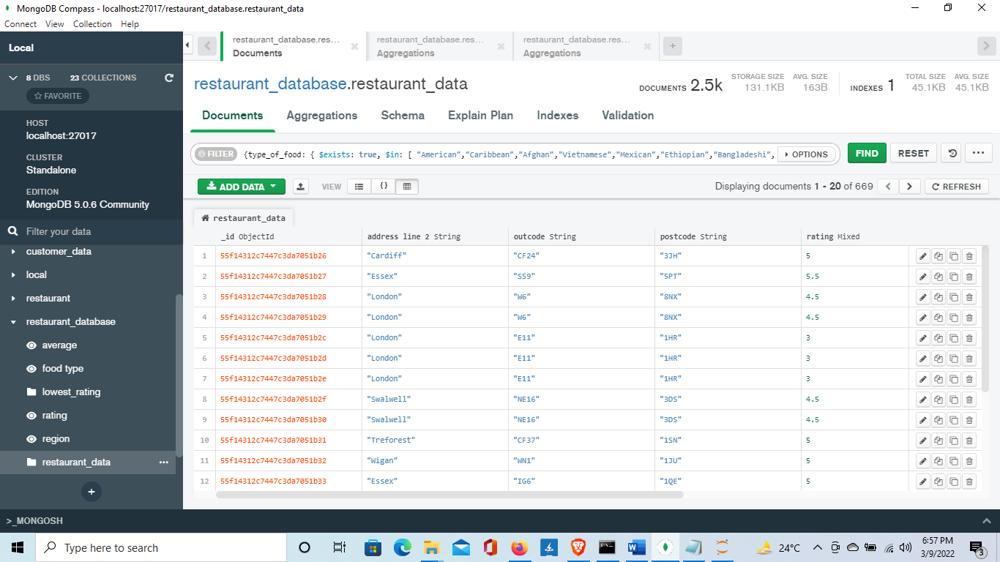 MongoDB Compass - localhost:27017/restaurant_database.restaurant_data
Connect View Collection Help
Local
restaurant_database.res... Documents
restaurant_database.res... Aggregations
restaurant_database.res... Aggregations
8 DBS 23 COLLECTIONS
FAVORITE
HOST
localhost:27017
CLUSTER
Standalone
EDITION
MongoDB 5.0.6 Community
Filter your data
customer_data
local
restaurant
restaurant_database
average
food type
lowest_rating
rating
region
restaurant_data
restaurant_database.restaurant_data
DOCUMENTS 2.5k STORAGE SIZE 131.1KB AVG. SIZE 163B INDEXES 1 TOTAL SIZE 45.1KB AVG. SIZE 45.1KB
Documents Aggregations Schema Explain Plan Indexes Validation
FILTER {type_of_food: { $exists: true, $in: [ "American","Caribbean","Afghan","Vietnamese","Mexican","Ethiopian","Bangladeshi", OPTIONS FIND RESET
ADD DATA VIEW { } Displaying documents 1 - 20 of 669 REFRESH
restaurant_data
_id ObjectId address line 2 String outcode String postcode String rating Mixed
1 55f14312c7447c3da7051b26 "Cardiff" "CF24" "3JH" 5
2 55f14312c7447c3da7051b27 "Essex" "SS9" "5PT" 5.5
3 55f14312c7447c3da7051b28 "London" "W6" "8NX" 4.5
4 55f14312c7447c3da7051b29 "London" "W6" "8NX" 4.5
5 55f14312c7447c3da7051b2c "London" "E11" "1HR" 3
6 55f14312c7447c3da7051b2d "London" "E11" "1HR" 3
7 55f14312c7447c3da7051b2e "London" "E11" "1HR" 3
8 55f14312c7447c3da7051b2f "Swalwell" "NE16" "3DS" 4.5
9 55f14312c7447c3da7051b30 "Swalwell" "NE16" "3DS" 4.5
10 55f14312c7447c3da7051b31 "Treforest" "CF37" "1SN" 5
11 55f14312c7447c3da7051b32 "Wigan" "WN1" "1JU" 5
12 55f14312c7447c3da7051b33 "Essex" "IG6" "1QE" 5
>_MONGOSH
Type here to search
24°C
6:57 PM
3/9/2022
3